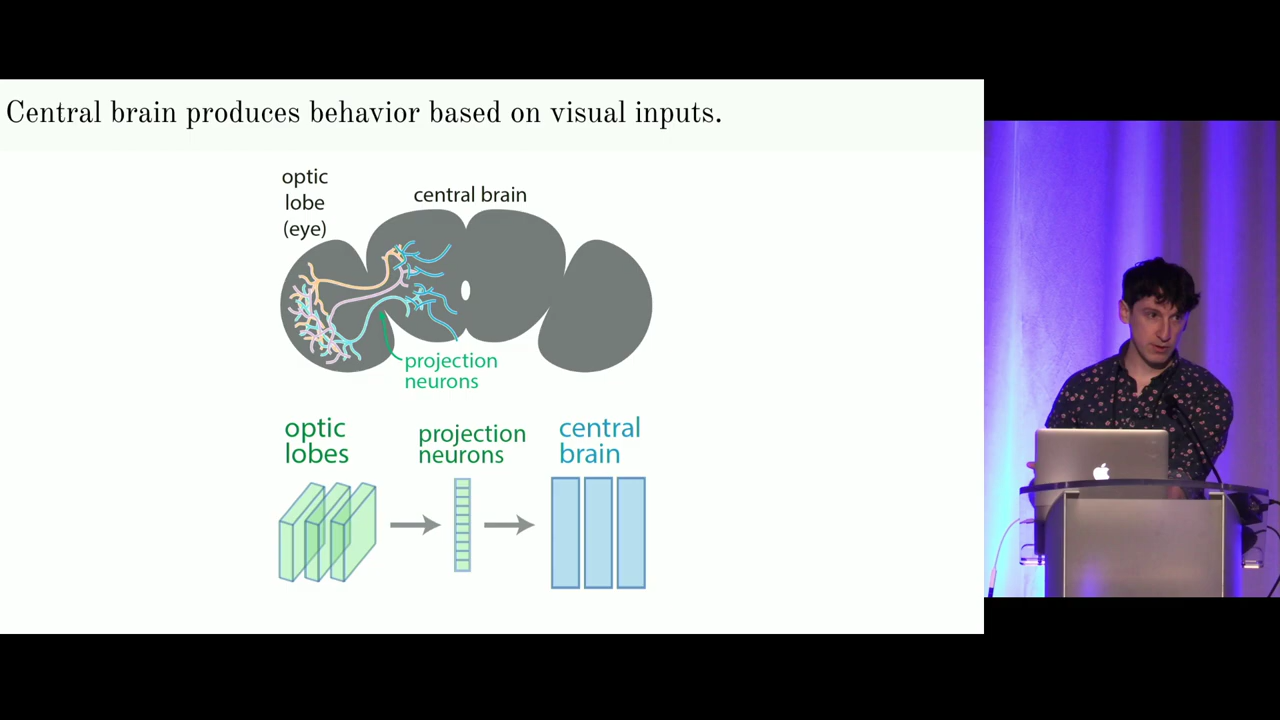 Central brain produces behavior based on visual inputs.
optic
lobe
(eye)
central brain
projection
neurons
optic
lobes
projection
neurons
central
brain